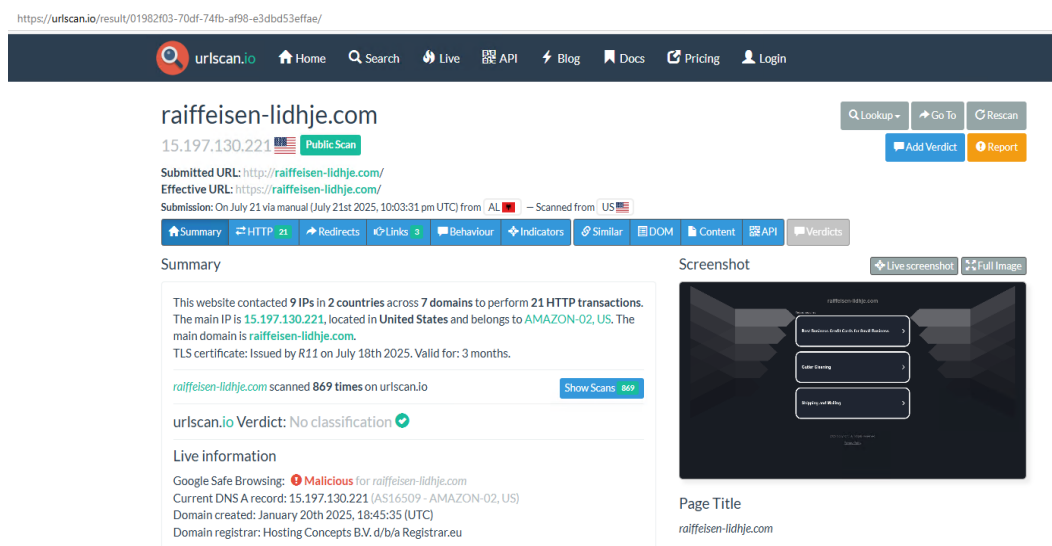 https://urlscan.io/result/01982f03-70df-74fb-af98-e3dbd53effae/
urlscan.io Home Search Live API Blog Docs Pricing Login
raiffeisen-lidhje.com
Lookup Go To Rescan
15.197.130.221 Public Scan
Add Verdict Report
Submitted URL: http://raiffeisen-lidhje.com/
Effective URL: https://raiffeisen-lidhje.com/
Submission: On July 21 via manual (July 21st 2025, 10:03:31 pm UTC) from AL — Scanned from US
Summary HTTP 21 Redirects Links 3 Behaviour Indicators Similar DOM Content API Verdicts
Summary
Screenshot Live screenshot Full Image
This website contacted 9 IPs in 2 countries across 7 domains to perform 21 HTTP transactions.
The main IP is 15.197.130.221, located in United States and belongs to AMAZON-02, US. The
main domain is raiffeisen-lidhje.com.
TLS certificate: Issued by R11 on July 18th 2025. Valid for: 3 months.
raiffeisen-lidhje.com scanned 869 times on urlscan.io Show Scans 869
urlscan.io Verdict: No classification
Live information
Google Safe Browsing: Malicious for raiffeisen-lidhje.com
Current DNS A record: 15.197.130.221 (AS16509 - AMAZON-02, US)
Domain created: January 20th 2025, 18:45:35 (UTC)
Domain registrar: Hosting Concepts B.V. d/b/a Registrar.eu
raiffeisen-lidhje.com
Best Business Credit Cards for Small Business
Gutter Cleaning
Shipping and Mailing
Page Title
raiffeisen-lidhje.com